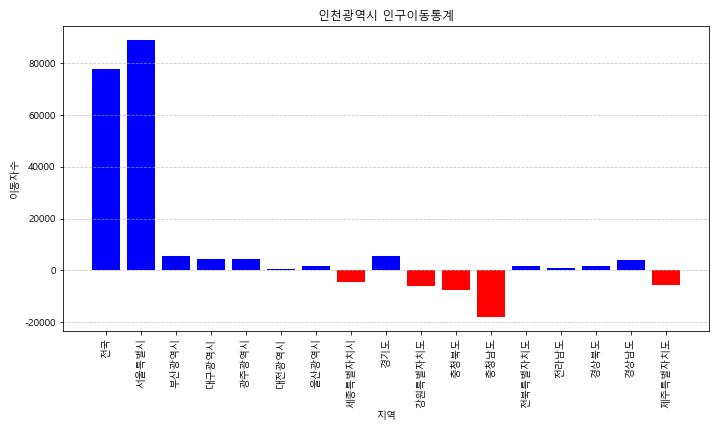 인천광역시 인구이동통계
이동자수
80000
60000
40000
20000
0
-20000
전국
서울특별시
부산광역시
대구광역시
광주광역시
대전광역시
울산광역시
세종특별자치시
경기도
강원특별자치도
충청북도
충청남도
전북특별자치도
전라남도
경상북도
경상남도
제주특별자치도
지역